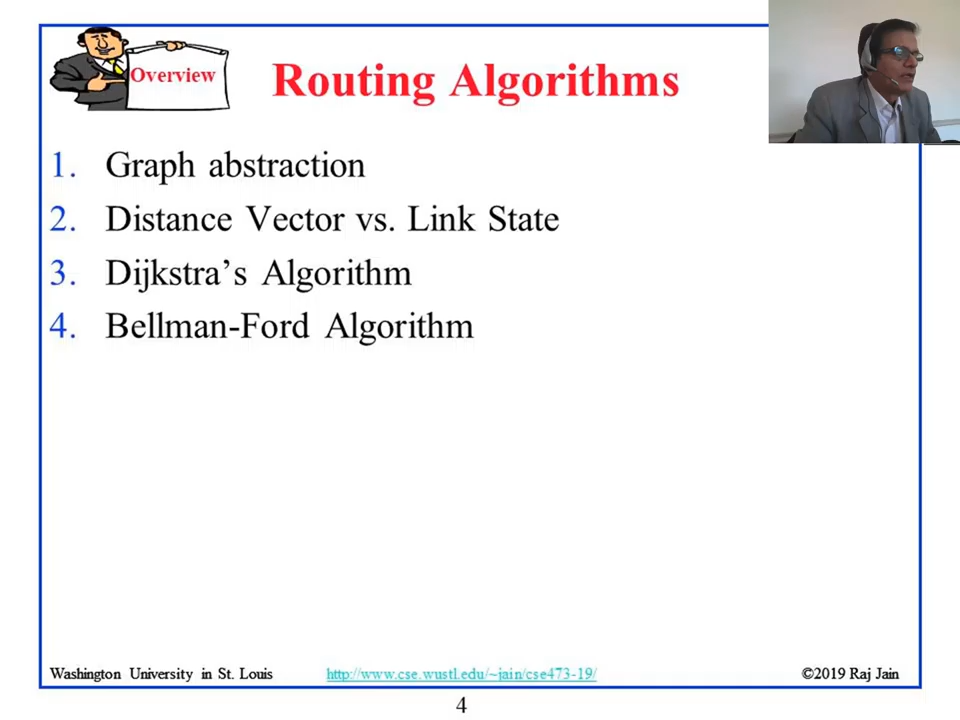 Overview
Routing Algorithms
1. Graph abstraction
2. Distance Vector vs. Link State
3. Dijkstra's Algorithm
4. Bellman-Ford Algorithm
Washington University in St. Louis http://www.cse.wustl.edu/~jain/cse473-19/ ©2019 Raj Jain
4